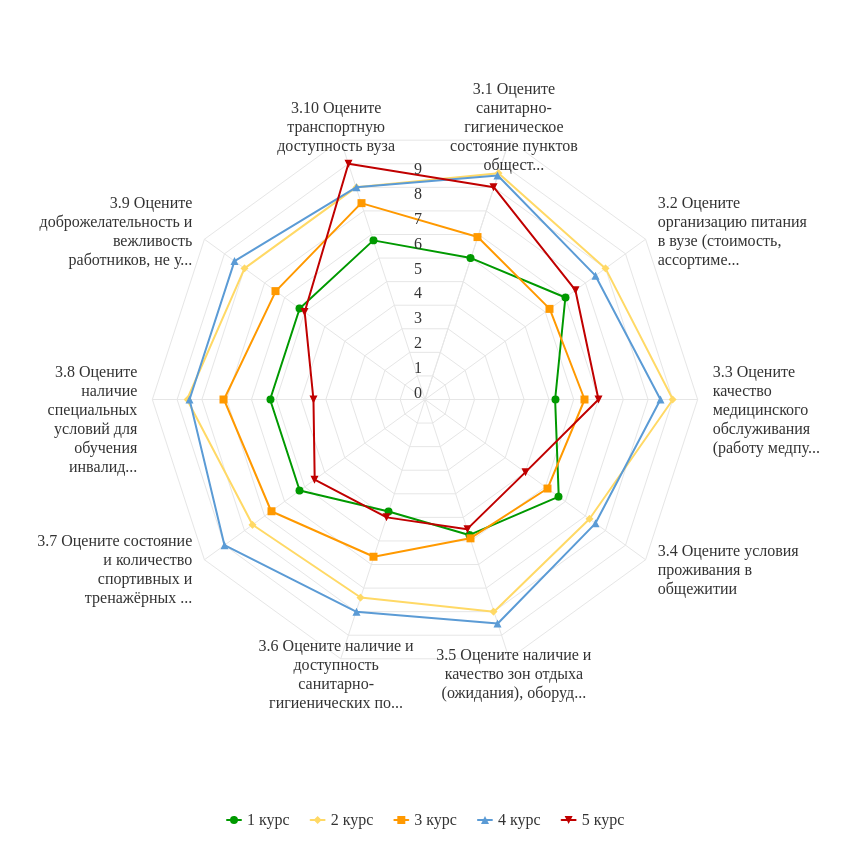 3.10 Оцените
транспортную
доступность вуза
3.1 Оцените
санитарно-
гигиеническое
состояние пунктов
общест...
3.9 Оцените
доброжелательность и
вежливость
работников, не у...
3.2 Оцените
организацию питания
в вузе (стоимость,
ассортиме...
9
8
7
6
5
4
3
2
1
0
3.8 Оцените
наличие
специальных
условий для
обучения
инвалид...
3.3 Оцените
качество
медицинского
обслуживания
(работу медпу...
3.7 Оцените состояние
и количество
спортивных и
тренажёрных ...
3.4 Оцените условия
проживания в
общежитии
3.6 Оцените наличие и
доступность
санитарно-
гигиенических по...
3.5 Оцените наличие и
качество зон отдыха
(ожидания), оборуд...
1 курс 2 курс 3 курс 4 курс 5 курс